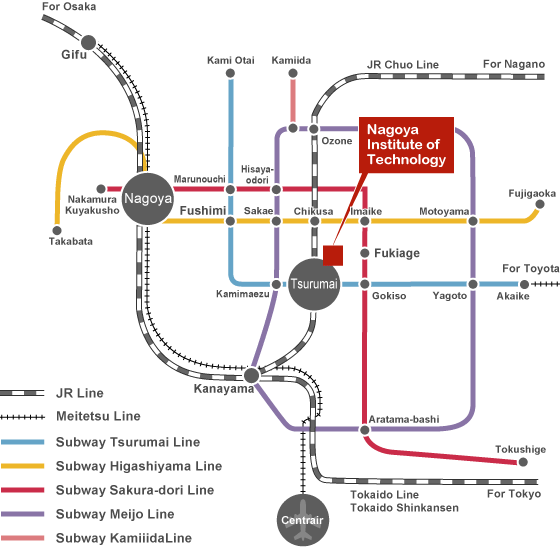 For Osaka
Gifu
Kami Otai
Kamiida
JR Chuo Line
For Nagano
Nagoya
Institute of
Technology
Ozone
Marunouchi
Hisaya-
odori
Nagoya
Nakamura
Kuyakusho
Fushimi
Sakae
Chikusa
Imaike
Motoyama
Fujigaoka
Takabata
Fukiage
For Toyota
Tsurumai
Kamimaezu
Gokiso
Yagoto
Akaike
Kanayama
JR Line
Meitetsu Line
Subway Tsurumai Line
Subway Higashiyama Line
Subway Sakura-dori Line
Subway Meijo Line
Subway KamiiidaLine
Aratama-bashi
Tokushige
Tokaido Line
Tokaido Shinkansen
For Tokyo
Centrair